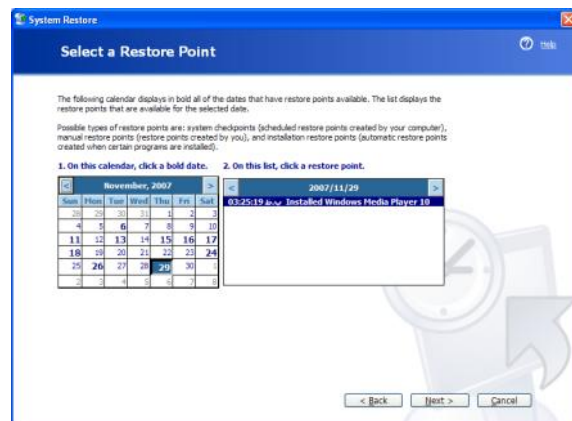 System Restore
Select a Restore Point
Help
The following calendar displays in bold all of the dates that have restore points available. The list displays the
restore points that are available for the selected date.
Possible types of restore points are: system checkpoints (scheduled restore points created by your computer),
manual restore points (restore points created by you), and installation restore points (automatic restore points
created when certain programs are installed).
1. On this calendar, click a bold date.
2. On this list, click a restore point.
< November, 2007 >
Sun Mon Tue Wed Thu Fri Sat
28 29 30 31 1 2 3
4 5 6 7 8 9 10
11 12 13 14 15 16 17
18 19 20 21 22 23 24
25 26 27 28 29 30 1
2 3 4 5 6 7 8
< 2007/11/29 >
03:25:19 Installed Windows Media Player 10
< Back
Next >
Cancel